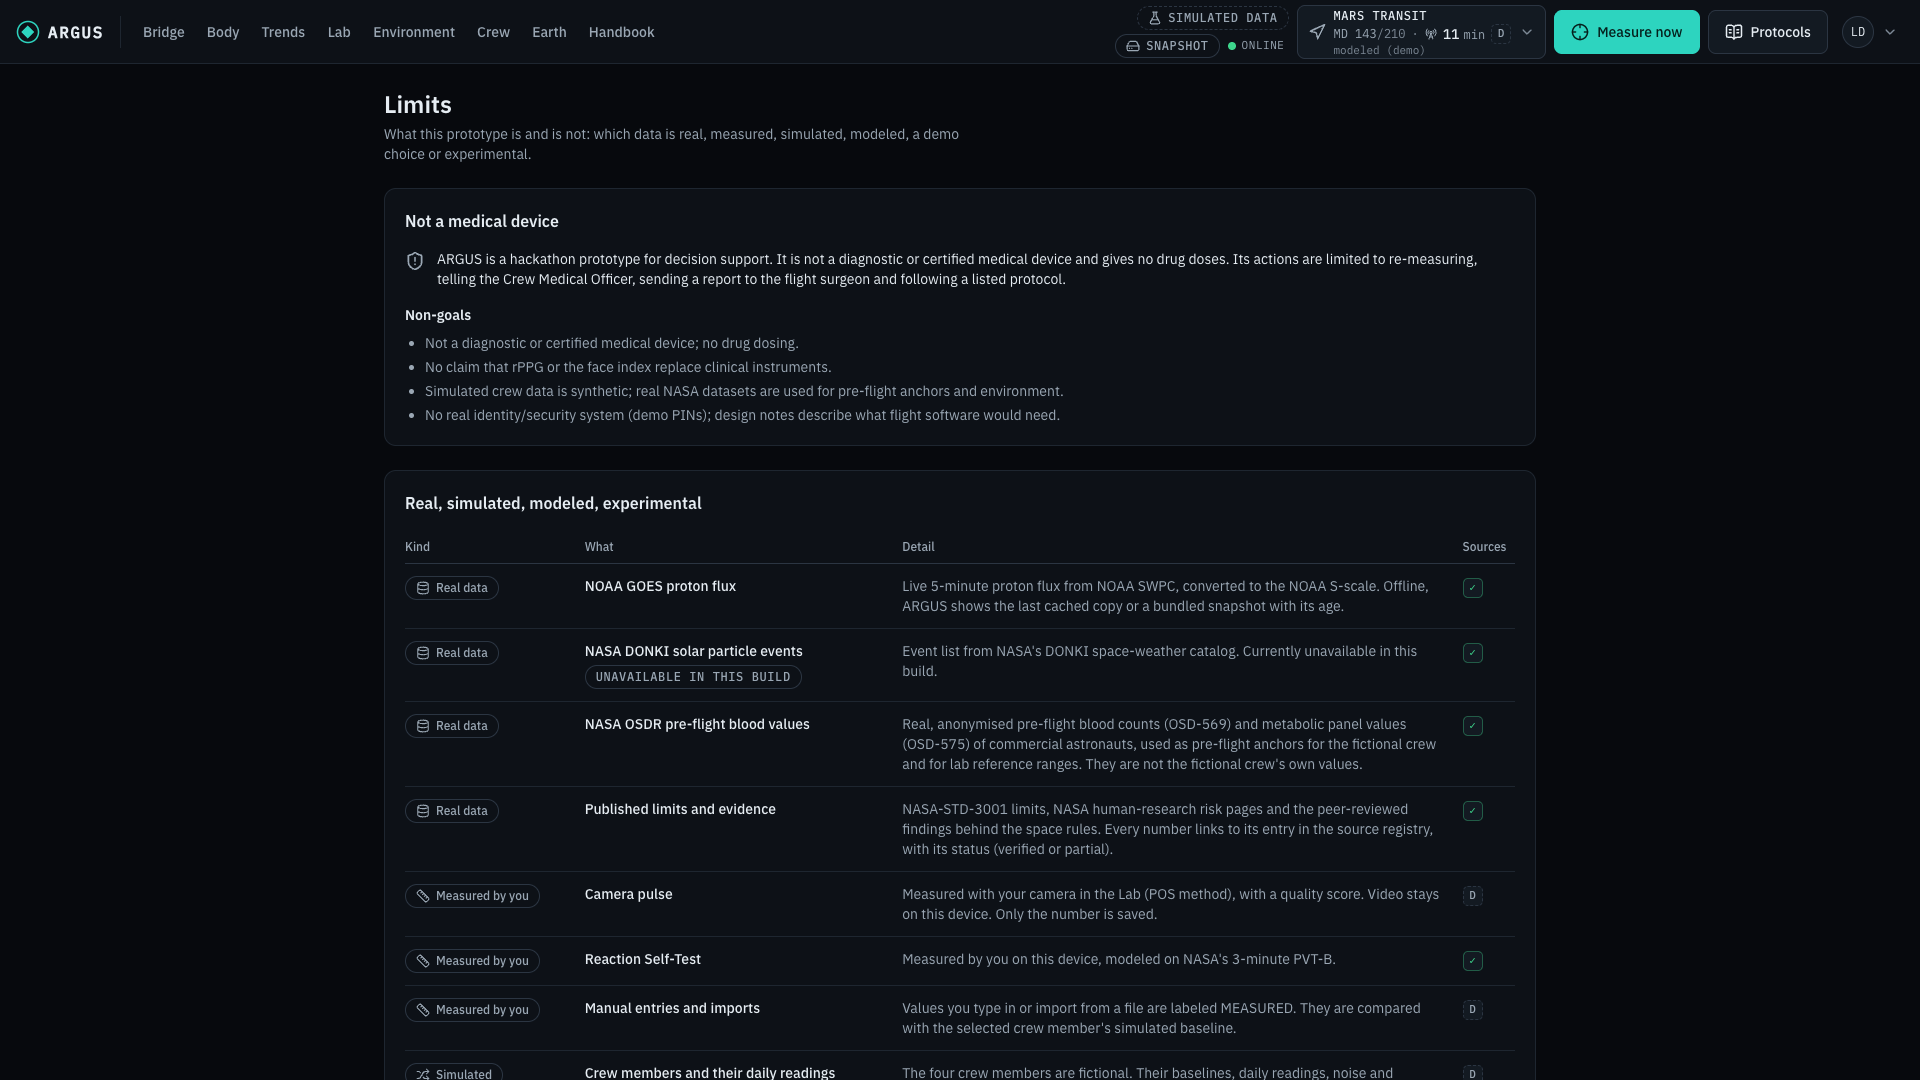 ARGUS
Bridge
Body
Trends
Lab
Environment
Crew
Earth
Handbook
SIMULATED DATA
SNAPSHOT
ONLINE
MARS TRANSIT
MD 143/210 · 11 min D
modeled (demo)
Measure now
Protocols
LD
Limits
What this prototype is and is not: which data is real, measured, simulated, modeled, a demo
choice or experimental.
Not a medical device
ARGUS is a hackathon prototype for decision support. It is not a diagnostic or certified medical device and gives no drug doses. Its actions are limited to re-measuring,
telling the Crew Medical Officer, sending a report to the flight surgeon and following a listed protocol.
Non-goals
• Not a diagnostic or certified medical device; no drug dosing.
• No claim that rPPG or the face index replace clinical instruments.
• Simulated crew data is synthetic; real NASA datasets are used for pre-flight anchors and environment.
• No real identity/security system (demo PINs); design notes describe what flight software would need.
Real, simulated, modeled, experimental
Kind What Detail Sources
Real data
NOAA GOES proton flux
Live 5-minute proton flux from NOAA SWPC, converted to the NOAA S-scale. Offline,
ARGUS shows the last cached copy or a bundled snapshot with its age.
✓
Real data
NASA DONKI solar particle events
UNAVAILABLE IN THIS BUILD
Event list from NASA's DONKI space-weather catalog. Currently unavailable in this
build.
✓
Real data
NASA OSDR pre-flight blood values
Real, anonymised pre-flight blood counts (OSD-569) and metabolic panel values
(OSD-575) of commercial astronauts, used as pre-flight anchors for the fictional crew
and for lab reference ranges. They are not the fictional crew's own values.
✓
Real data
Published limits and evidence
NASA-STD-3001 limits, NASA human-research risk pages and the peer-reviewed
findings behind the space rules. Every number links to its entry in the source registry,
with its status (verified or partial).
✓
Measured by you
Camera pulse
Measured with your camera in the Lab (POS method), with a quality score. Video stays
on this device. Only the number is saved.
D
Measured by you
Reaction Self-Test
Measured by you on this device, modeled on NASA's 3-minute PVT-B.
✓
Measured by you
Manual entries and imports
Values you type in or import from a file are labeled MEASURED. They are compared
with the selected crew member's simulated baseline.
D
Simulated
Crew members and their daily readings
The four crew members are fictional. Their baselines, daily readings, noise and
D